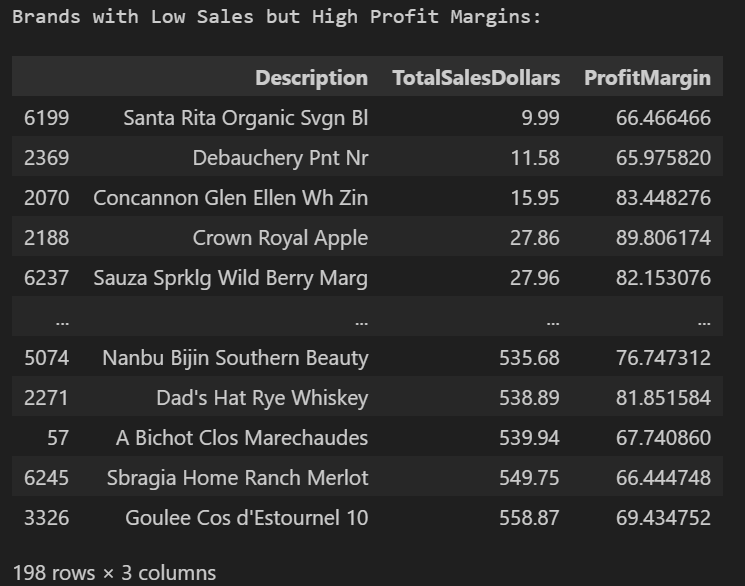 Brands with Low Sales but High Profit Margins:
Description TotalSalesDollars ProfitMargin
6199 Santa Rita Organic Svgn Bl 9.99 66.466466
2369 Debauchery Pnt Nr 11.58 65.975820
2070 Concannon Glen Ellen Wh Zin 15.95 83.448276
2188 Crown Royal Apple 27.86 89.806174
6237 Sauza Sprklg Wild Berry Marg 27.96 82.153076
... ... ... ...
5074 Nanbu Bijin Southern Beauty 535.68 76.747312
2271 Dad's Hat Rye Whiskey 538.89 81.851584
57 A Bichot Clos Marechaudes 539.94 67.740860
6245 Sbragia Home Ranch Merlot 549.75 66.444748
3326 Goulee Cos d'Estournel 10 558.87 69.434752
198 rows × 3 columns